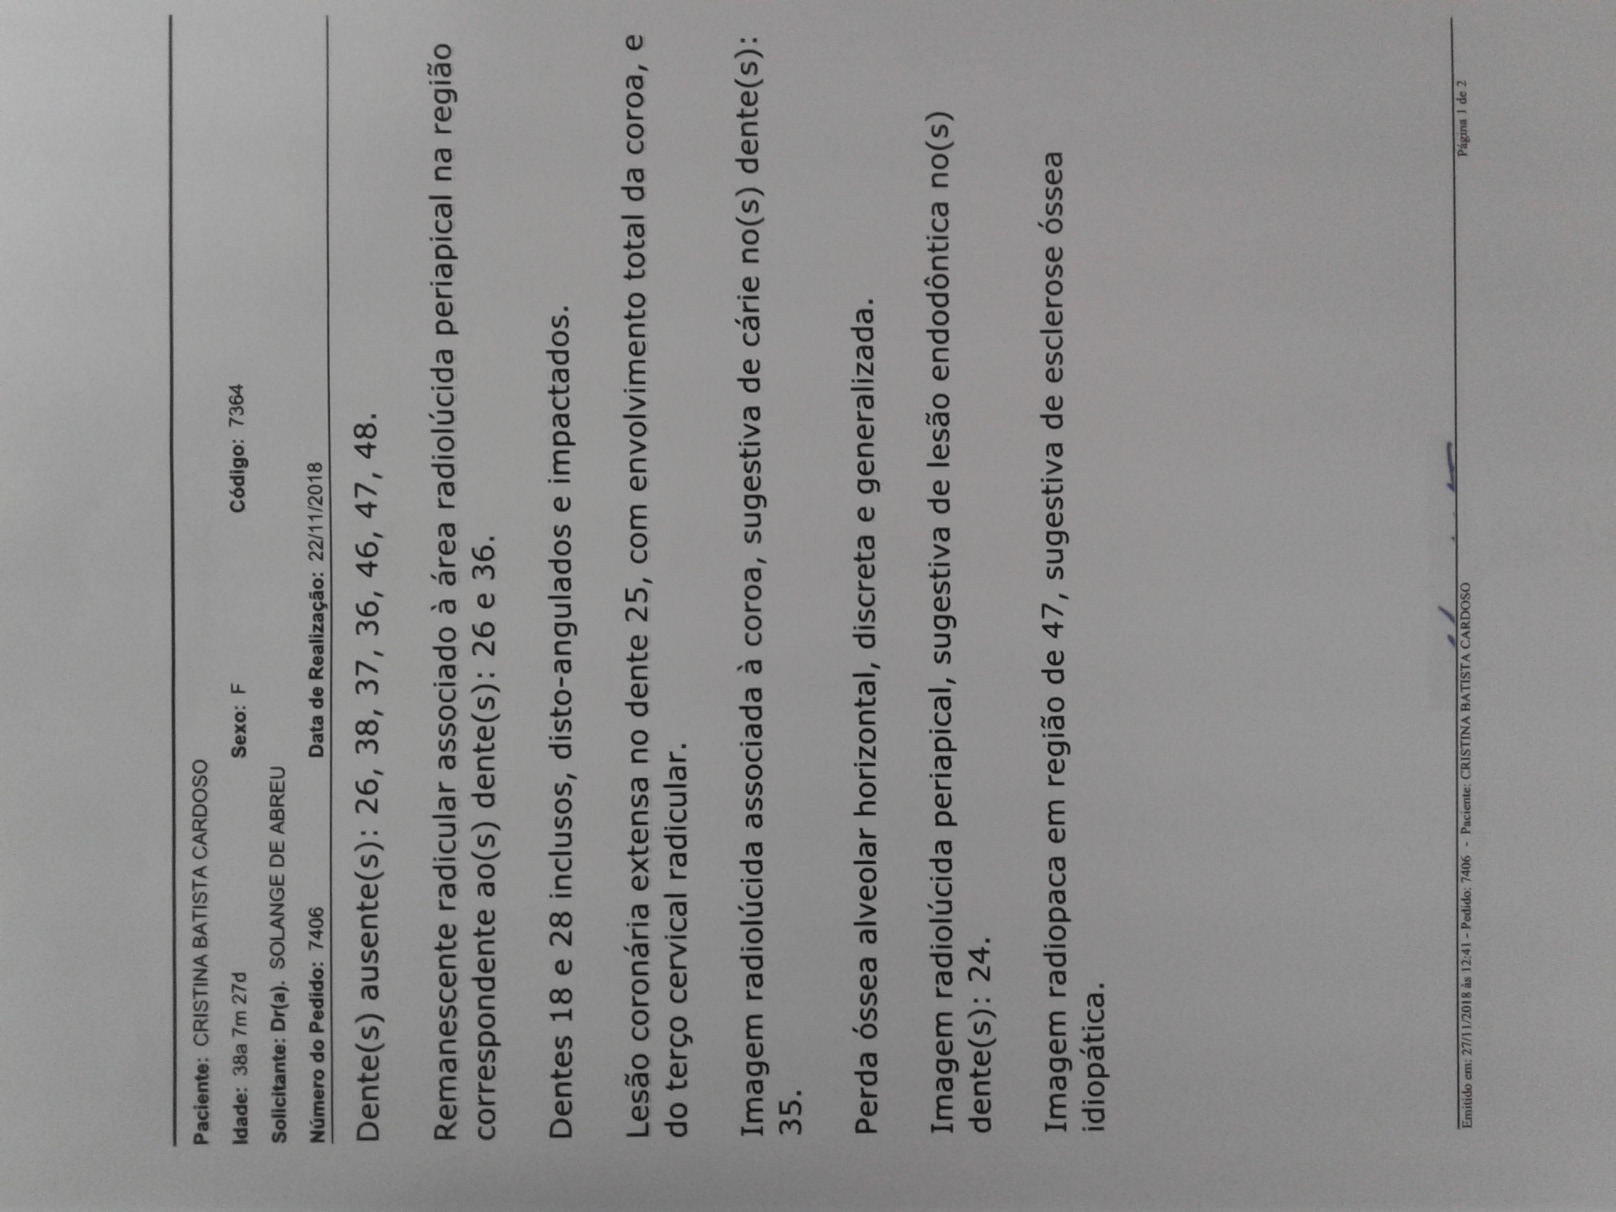 Paciente: CRISTINA BATISTA CARDOSO
Idade: 38a 7m 27d Sexo: F Código: 7364
Solicitante: Dr(a). SOLANGE DE ABREU
Número do Pedido: 7406 Data de Realização: 22/11/2018
Dente(s) ausente(s): 26, 38, 37, 36, 46, 47, 48.
Remanescente radicular associado à área radiolúcida periapical na região
correspondente ao(s) dente(s): 26 e 36.
Dentes 18 e 28 inclusos, disto-angulados e impactados.
Lesão coronária extensa no dente 25, com envolvimento total da coroa, e
do terço cervical radicular.
Imagem radiolúcida associada à coroa, sugestiva de cárie no(s) dente(s):
35.
Perda óssea alveolar horizontal, discreta e generalizada.
Imagem radiolúcida periapical, sugestiva de lesão endodôntica no(s)
dente(s): 24.
Imagem radiopaca em região de 47, sugestiva de esclerose óssea
idiopática.
Emitido em: 27/11/2018 às 12:41 - Pedido: 7406 - Paciente: CRISTINA BATISTA CARDOSO Página 1 de 2